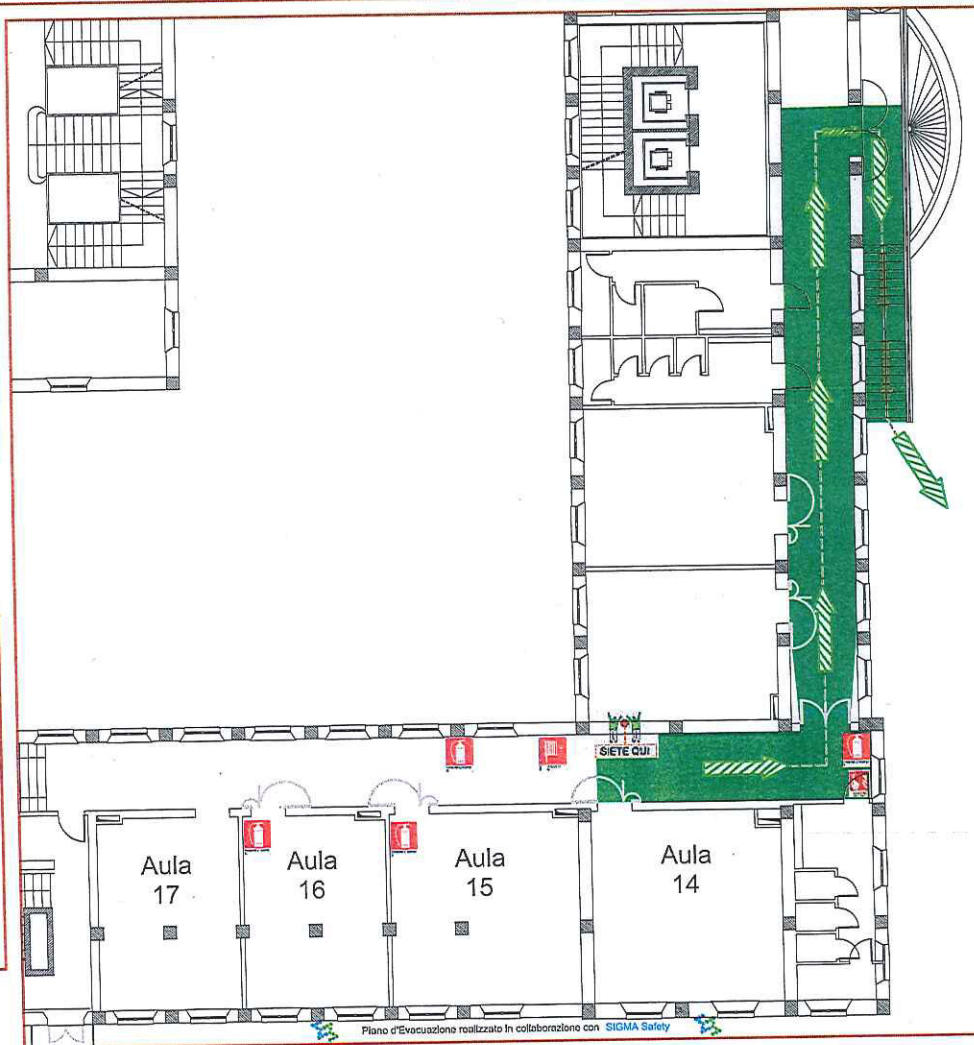 SIETE QUI
Aula
17
Aula
16
Aula
15
Aula
14
Piano d'Evacuazione realizzato in collaborazione con SIGMA Safety